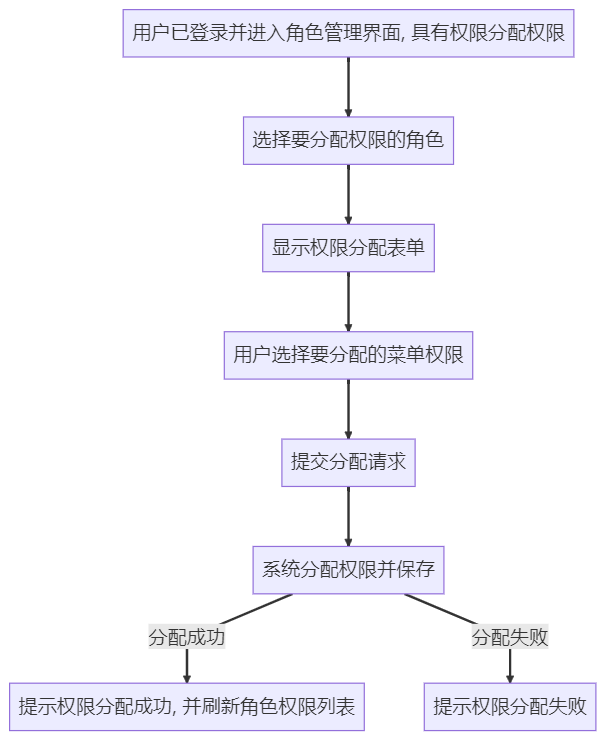 用户已登录并进入角色管理界面, 具有权限分配权限
选择要分配权限的角色
显示权限分配表单
用户选择要分配的菜单权限
提交分配请求
系统分配权限并保存
分配成功
分配失败
提示权限分配成功, 并刷新角色权限列表
提示权限分配失败